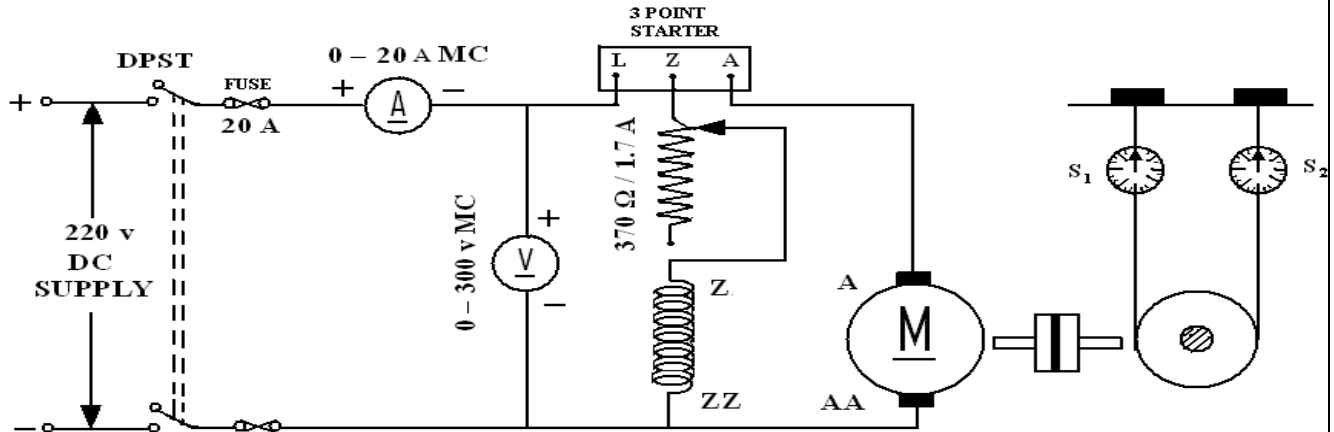 3 POINT
STARTER
L Z A
DPST
0 – 20 A MC
FUSE
+ A –
20 A
+
370 Ω / 1.7 A
S1
S2
220 v
DC
SUPPLY
0 – 300 v MC
+
V
–
Z
A
M
ZZ
AA
–